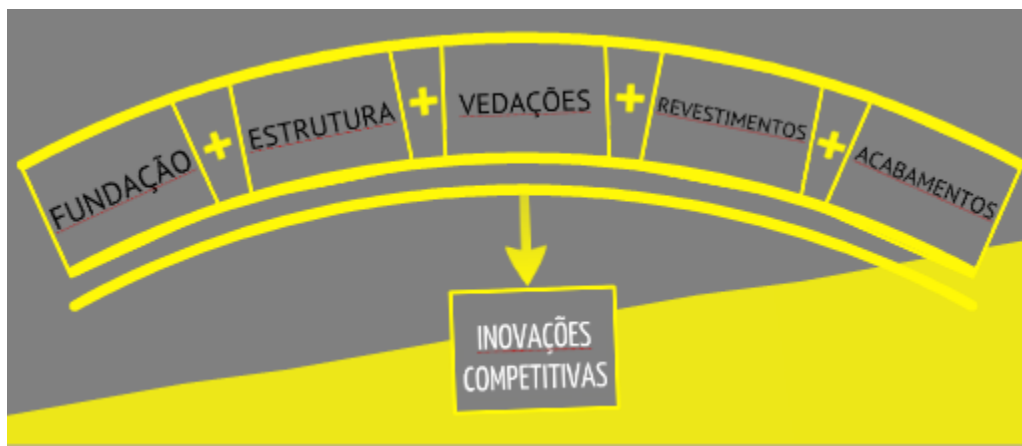 FUNDAÇÃO + ESTRUTURA + VEDAÇÕES + REVESTIMENTOS + ACABAMENTOS
INOVAÇÕES
COMPETITIVAS